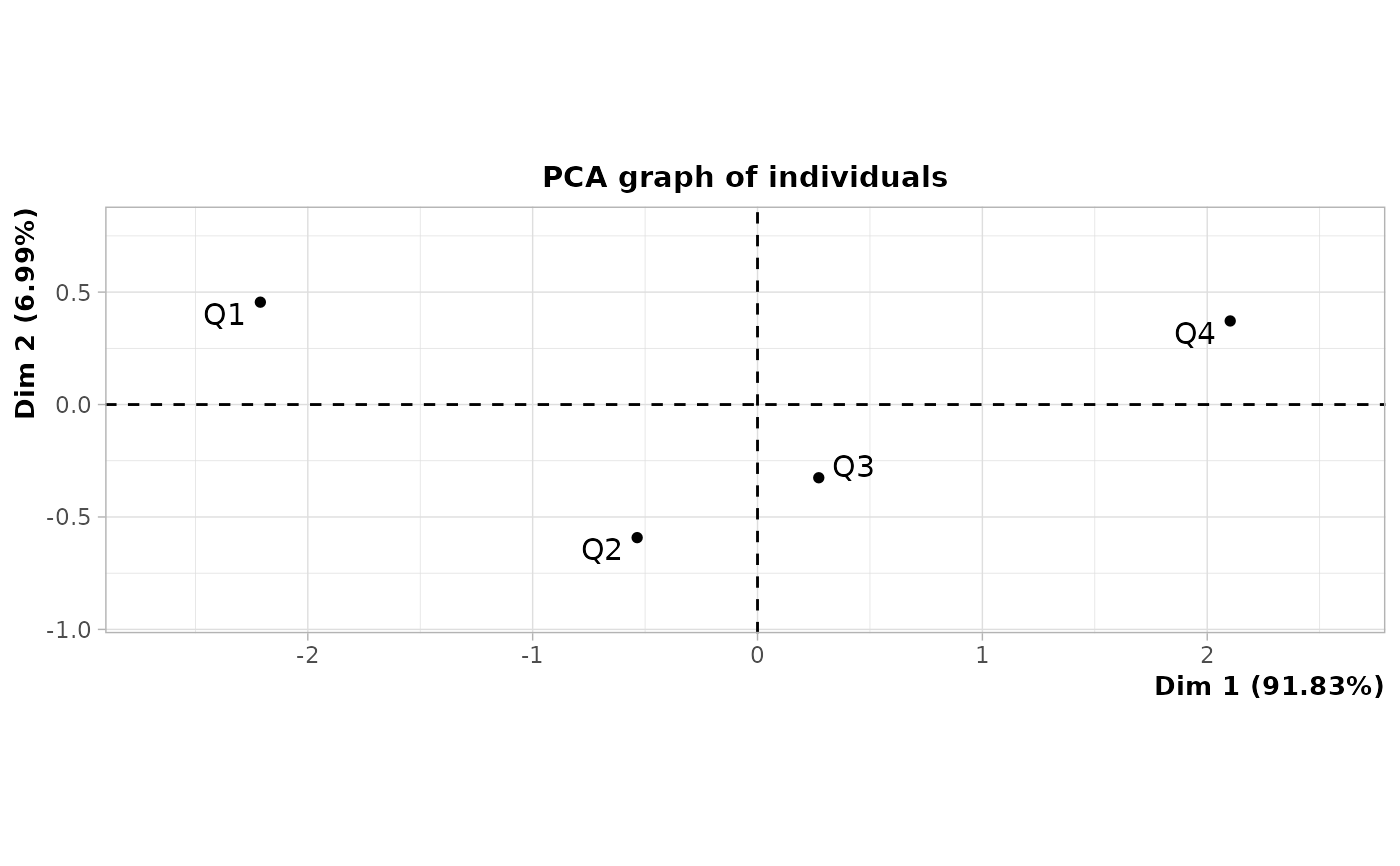 PCA graph of individuals
Dim 2 (6.99%)
0.5
0.0
-0.5
-1.0
Q1
Q4
Q3
Q2
-2
-1
0
1
2
Dim 1 (91.83%)